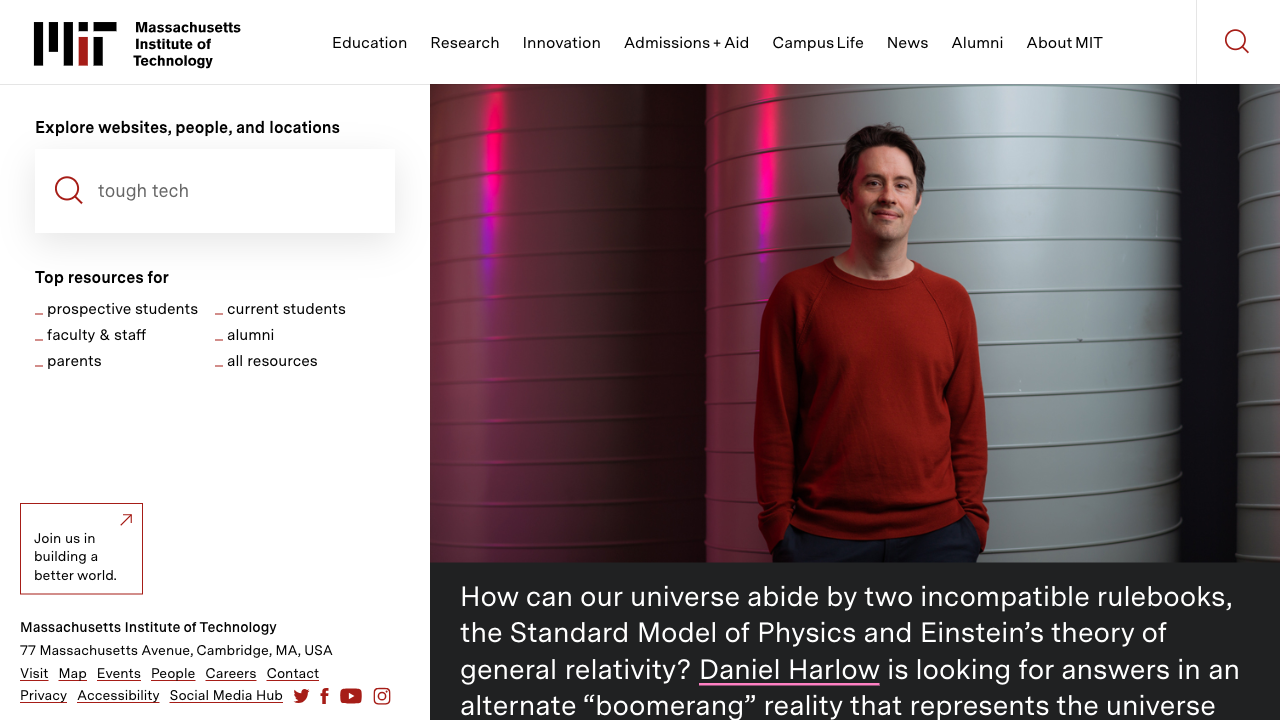 Massachusetts
Institute of
Technology
Education Research Innovation Admissions + Aid Campus Life News Alumni About MIT
Explore websites, people, and locations
tough tech
Top resources for
prospective students
current students
faculty & staff
alumni
parents
all resources
Join us in
building a
better world.
Massachusetts Institute of Technology
77 Massachusetts Avenue, Cambridge, MA, USA
Visit Map Events People Careers Contact
Privacy Accessibility Social Media Hub
How can our universe abide by two incompatible rulebooks,
the Standard Model of Physics and Einstein’s theory of
general relativity? Daniel Harlow is looking for answers in an
alternate “boomerang” reality that represents the universe